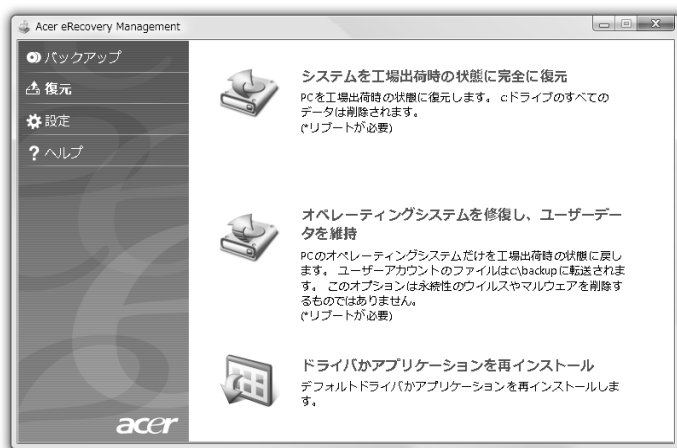 Acer eRecovery Management
バックアップ
復元
設定
? ヘルプ
システムを工場出荷時の状態に完全に復元
PCを工場出荷時の状態に復元します。 c:ドライブのすべての
データは削除されます。
(*リブートが必要)
オペレーティングシステムを修復し、ユーザーデー
タを維持
PCのオペレーティングシステムだけを工場出荷時の状態に戻し
ます。 ユーザーアカウントのファイルはc:\backupに転送されま
す。 このオプションは永続性のウイルスやマルウェアを削除す
るものではありません。
(*リブートが必要)
ドライバかアプリケーションを再インストール
デフォルトドライバかアプリケーションを再インストールしま
す。
acer